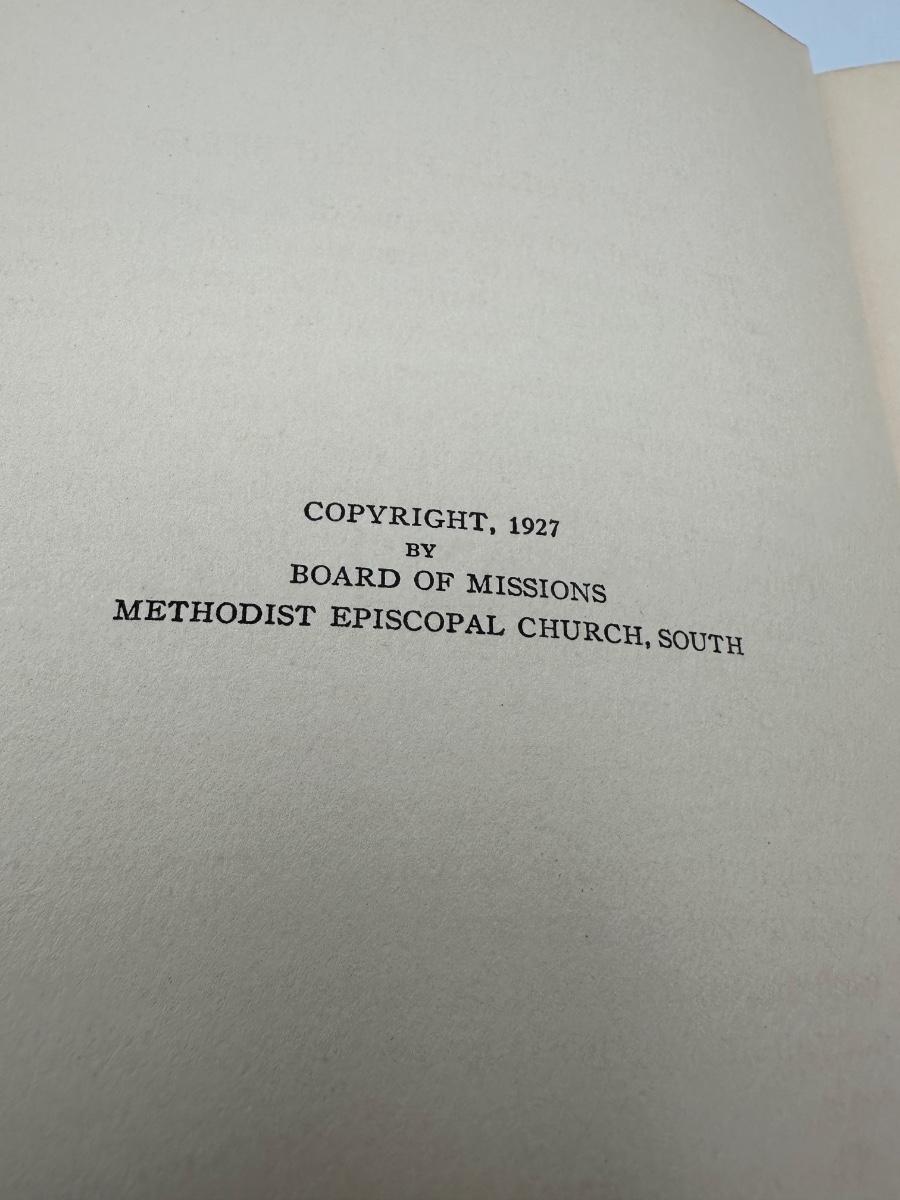 COPYRIGHT, 1927
BY
BOARD OF MISSIONS
METHODIST EPISCOPAL CHURCH, SOUTH